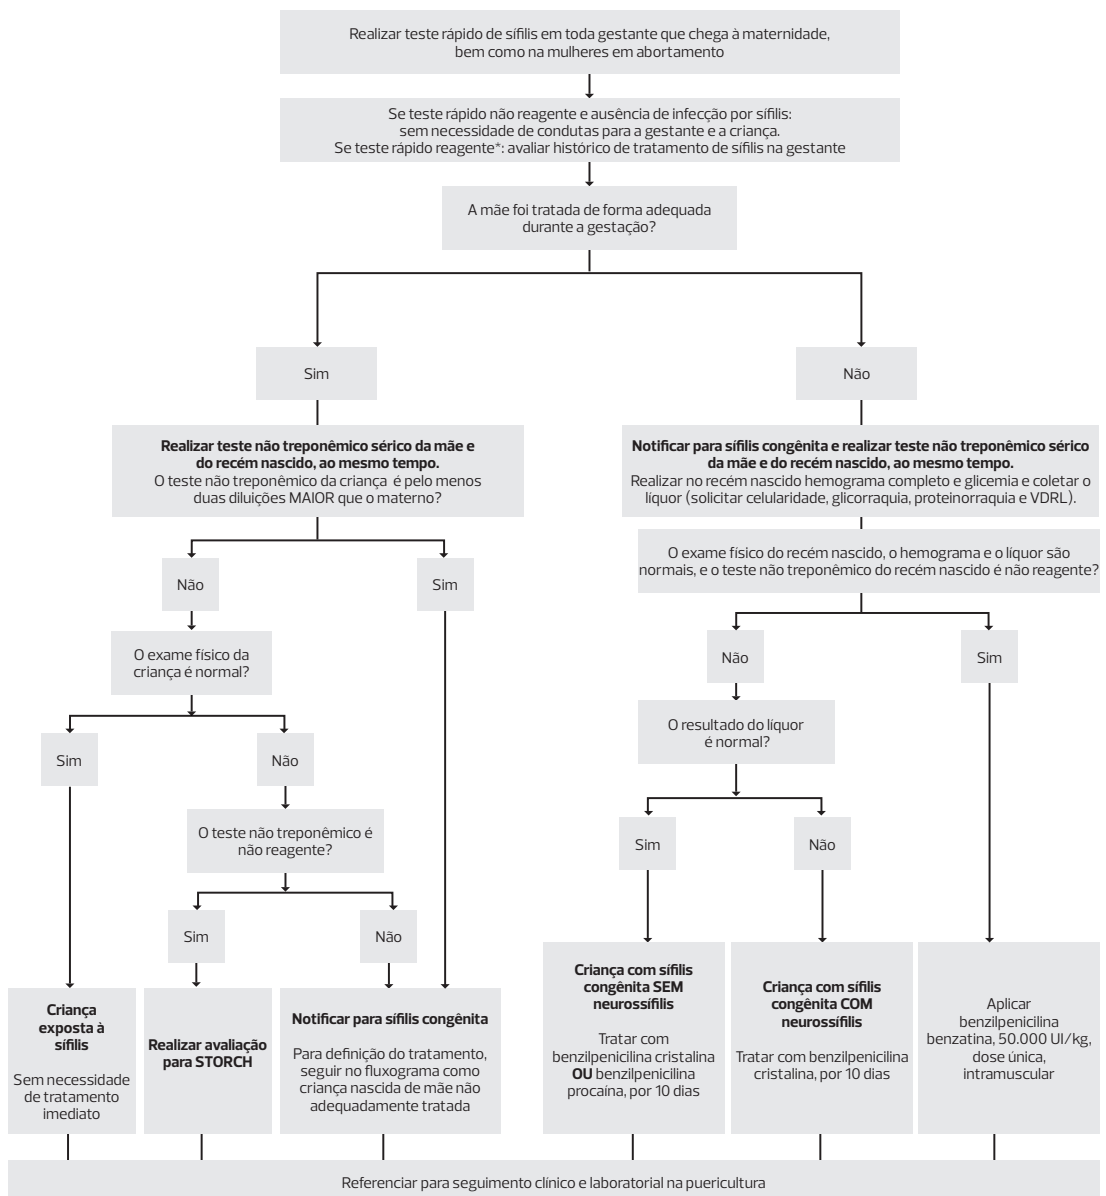 Realizar teste rápido de sífilis em toda gestante que chega à maternidade,
bem como na mulheres em abortamento
Se teste rápido não reagente e ausência de infecção por sífilis:
sem necessidade de condutas para a gestante e a criança.
Se teste rápido reagente*: avaliar histórico de tratamento de sífilis na gestante
A mãe foi tratada de forma adequada
durante a gestação?
Sim
Realizar teste não treponêmico sérico da mãe e
do recém nascido, ao mesmo tempo.
O teste não treponêmico da criança é pelo menos
duas diluições MAIOR que o materno?
Não
Sim
O exame físico da
criança é normal?
Sim
Não
O teste não treponêmico é
não reagente?
Sim
Não
Criança
exposta à
sífilis
Sem necessidade
de tratamento
imediato
Realizar avaliação
para STORCH
Notificar para sífilis congênita
Para definição do tratamento,
seguir no fluxograma como
criança nascida de mãe não
adequadamente tratada
Não
Notificar para sífilis congênita e realizar teste não treponêmico sérico
da mãe e do recém nascido, ao mesmo tempo.
Realizar no recém nascido hemograma completo e glicemia e coletar o
líquor (solicitar celularidade, glicorraquia, proteinorraquia e VDRL).
O exame físico do recém nascido, o hemograma e o líquor são
normais, e o teste não treponêmico do recém nascido é não reagente?
Não
Sim
O resultado do líquor
é normal?
Sim
Não
Criança com sífilis
congênita SEM
neurossífilis
Tratar com
benzilpenicilina cristalina
OU benzilpenicilina
procaína, por 10 dias
Criança com sífilis
congênita COM
neurossífilis
Tratar com benzilpenicilina
cristalina, por 10 dias
Aplicar
benzilpenicilina
benzatina, 50.000 UI/kg,
dose única,
intramuscular
Referenciar para seguimento clínico e laboratorial na puericultura